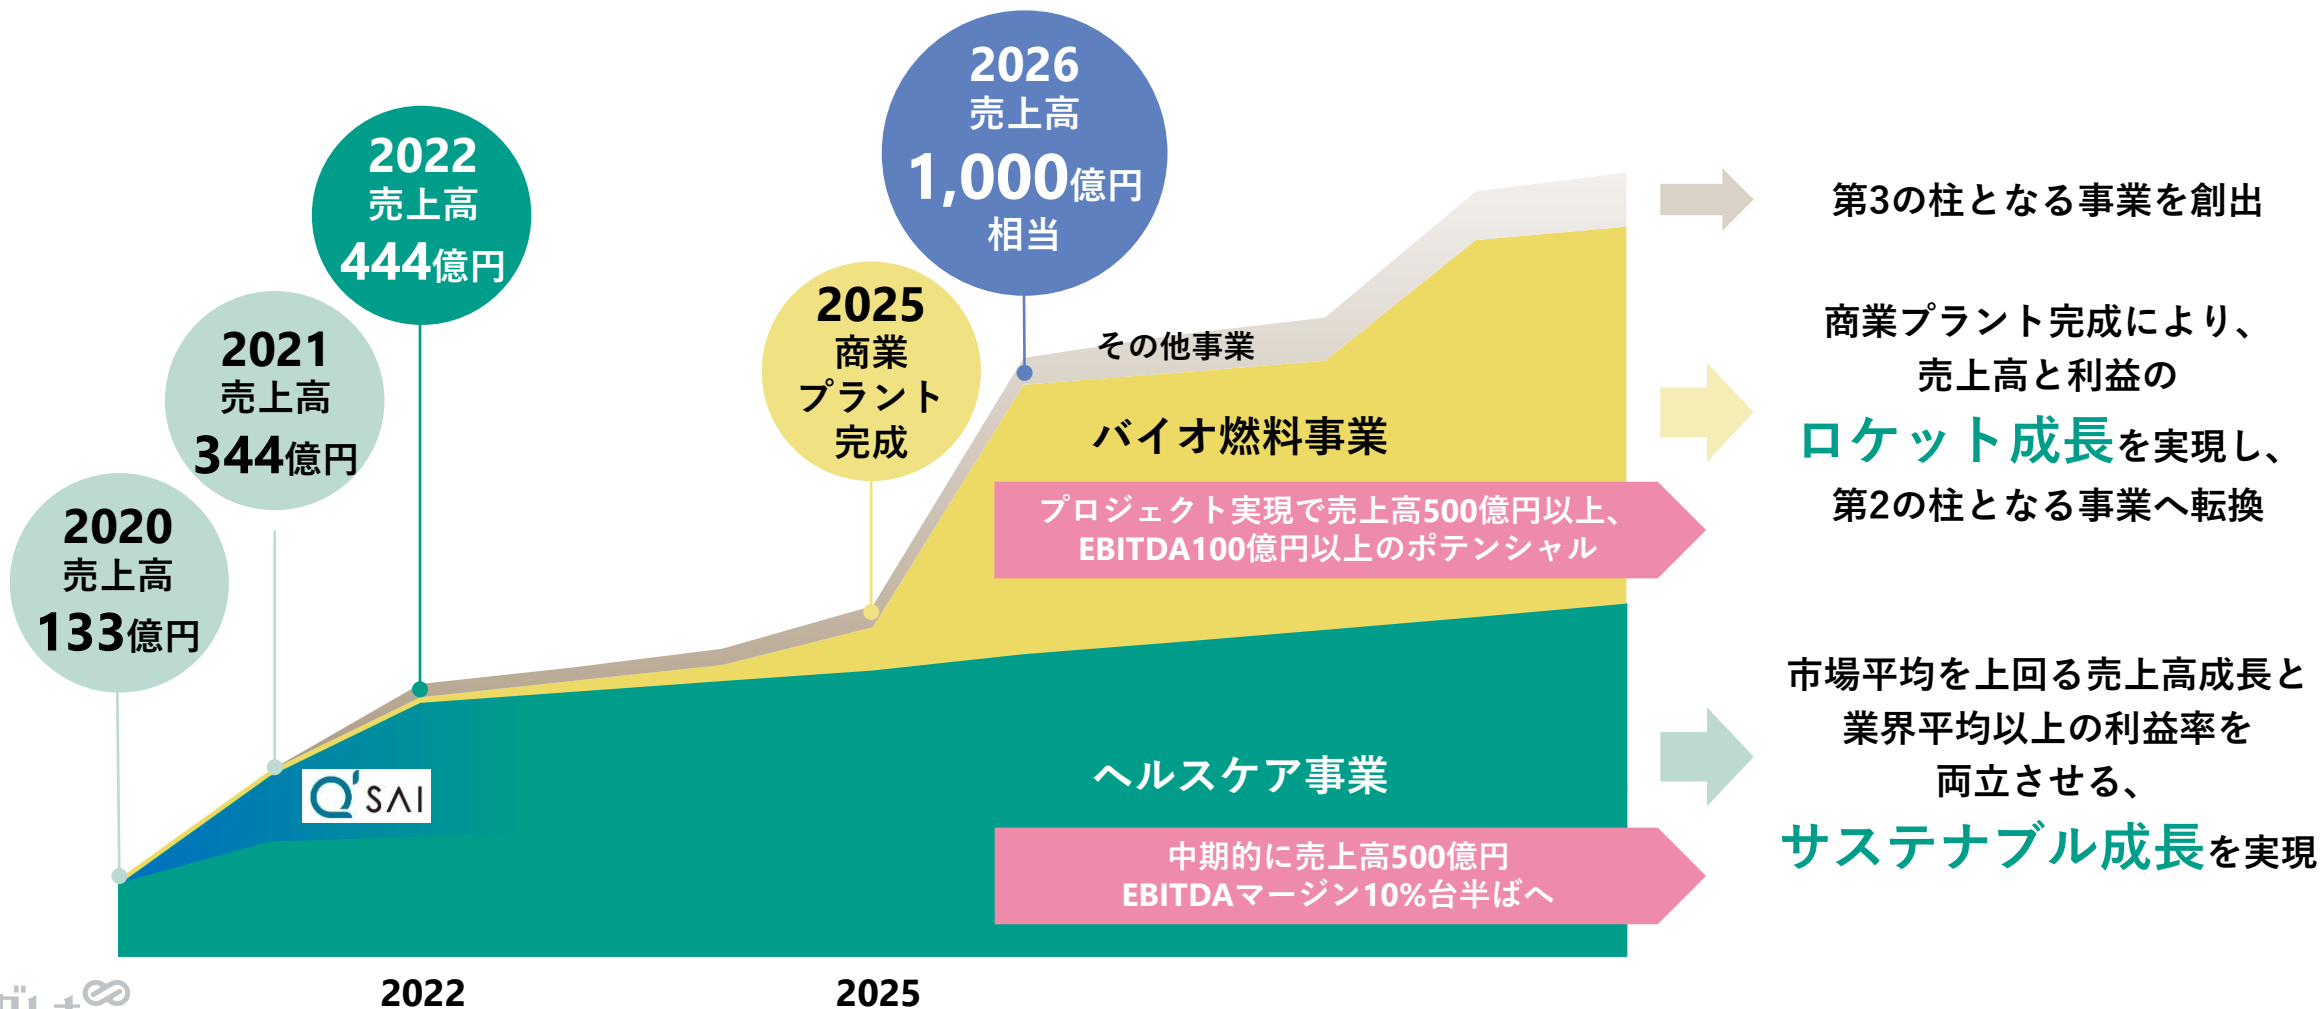 2020
売上高
133億円
2021
売上高
344億円
2022
売上高
444億円
2025
商業
プラント
完成
2026
売上高
1,000億円
相当
その他事業
バイオ燃料事業
プロジェクト実現で売上高500億円以上、
EBITDA100億円以上のポテンシャル
Q'SAI
ヘルスケア事業
中期的に売上高500億円
EBITDAマージン10%台半ばへ
第3の柱となる事業を創出
商業プラント完成により、
売上高と利益の
ロケット成長を実現し、
第2の柱となる事業へ転換
市場平均を上回る売上高成長と
業界平均以上の利益率を
両立させる、
サステナブル成長を実現
2022
2025